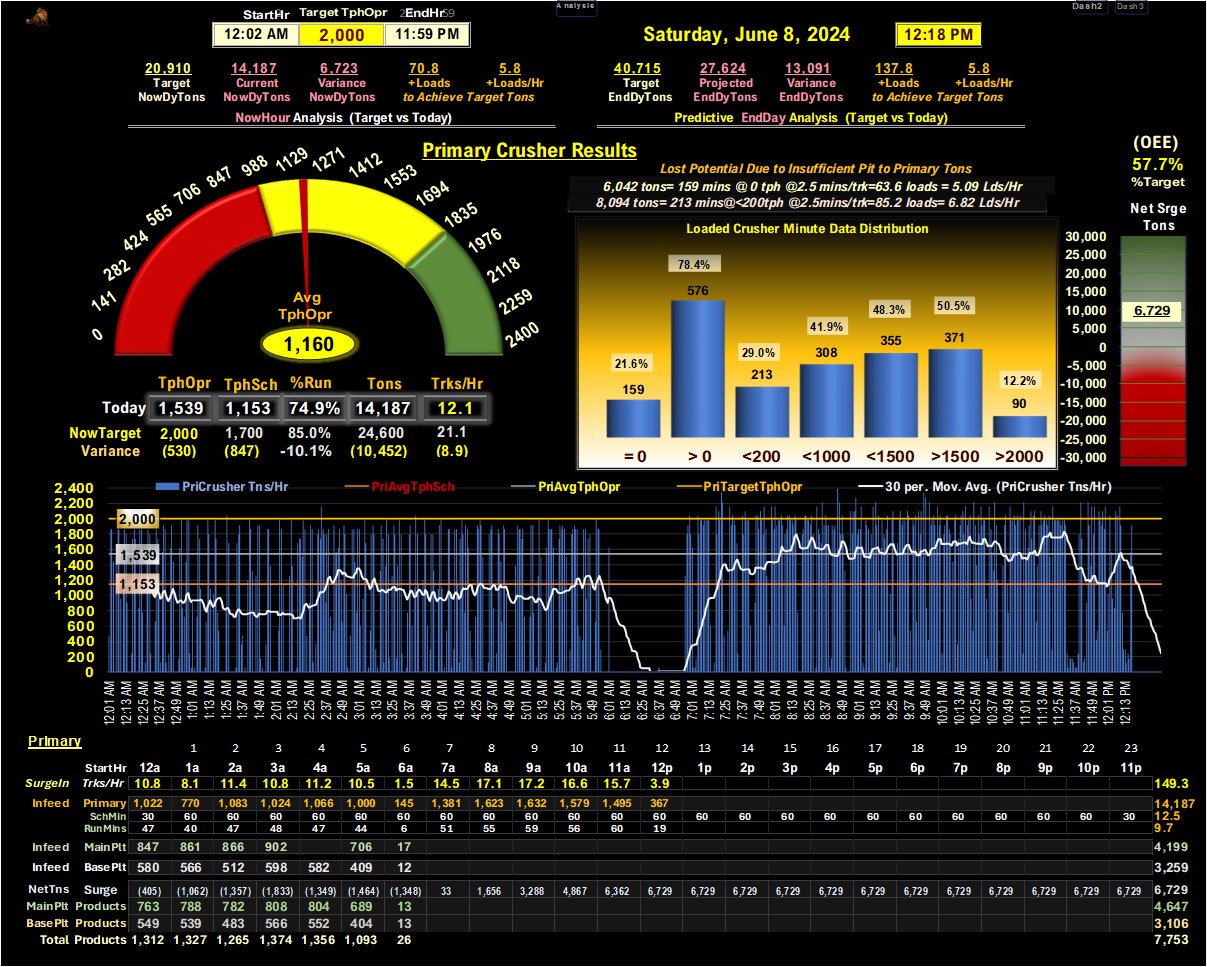 StartHr Target TphOpr EndHr
12:02 AM 2,000 11:59 PM
Analysis
Saturday, June 8, 2024 12:18 PM
Dash2 Dash3
20,910 14,187 6,723 70.8 5.8
Target Current Variance +Loads +Loads/Hr
NowDyTons NowDyTons NowDyTons to Achieve Target Tons
NowHour Analysis (Target vs Today)
40,715 27,624 13,091 137.8 5.8
Target Projected Variance +Loads +Loads/Hr
EndDyTons EndDyTons EndDyTons to Achieve Target Tons
Predictive EndDay Analysis (Target vs Today)
Primary Crusher Results
0 141 282 424 565 706 847 988 1129 1271 1412 1553 1694 1835 1976 2118 2259 2400
Avg
TphOpr
1,160
TphOpr TphSch %Run Tons Trks/Hr
Today 1,539 1,153 74.9% 14,187 12.1
NowTarget 2,000 1,700 85.0% 24,600 21.1
Variance (530) (847) -10.1% (10,452) (8.9)
Lost Potential Due to Insufficient Pit to Primary Tons
6,042 tons= 159 mins @ 0 tph @2.5 mins/trk=63.6 loads = 5.09 Lds/Hr
8,094 tons= 213 mins@<200tph @2.5mins/trk=85.2 loads= 6.82 Lds/Hr
Loaded Crusher Minute Data Distribution
21.6% 78.4% 29.0% 41.9% 48.3% 50.5% 12.2%
159 576 213 308 355 371 90
= 0 > 0 <200 <1000 <1500 >1500 >2000
(OEE)
57.7%
%Target
Net Srge
Tons
30,000
25,000
20,000
15,000
10,000
5,000
0
-5,000
-10,000
-15,000
-20,000
-25,000
-30,000
6,729
PriCrusher Tns/Hr PriAvgTphSch PriAvgTphOpr PriTargetTphOpr 30 per. Mov. Avg. (PriCrusher Tns/Hr)
2,400
2,200
2,000
1,800
1,600
1,400
1,200
1,000
800
600
400
200
0
2,000
1,539
1,153
12:01 AM 12:13 AM 12:25 AM 12:37 AM 12:49 AM 1:01 AM 1:13 AM 1:25 AM 1:37 AM 1:49 AM 2:01 AM 2:13 AM 2:25 AM 2:37 AM 2:49 AM 3:01 AM 3:13 AM 3:25 AM 3:37 AM 3:49 AM 4:01 AM 4:13 AM 4:25 AM 4:37 AM 4:49 AM 5:01 AM 5:13 AM 5:25 AM 5:37 AM 5:49 AM 6:01 AM 6:13 AM 6:25 AM 6:37 AM 6:49 AM 7:01 AM 7:13 AM 7:25 AM 7:37 AM 7:49 AM 8:01 AM 8:13 AM 8:25 AM 8:37 AM 8:49 AM 9:01 AM 9:13 AM 9:25 AM 9:37 AM 9:49 AM 10:01 AM 10:13 AM 10:25 AM 10:37 AM 10:49 AM 11:01 AM 11:13 AM 11:25 AM 11:37 AM 11:49 AM 12:01 PM 12:13 PM
Primary
1 2 3 4 5 6 7 8 9 10 11 12 13 14 15 16 17 18 19 20 21 22 23
StartHr 12a 1a 2a 3a 4a 5a 6a 7a 8a 9a 10a 11a 12p 1p 2p 3p 4p 5p 6p 7p 8p 9p 10p 11p
SurgeIn Trks/Hr 10.8 8.1 11.4 10.8 11.2 10.5 1.5 14.5 17.1 17.2 16.6 15.7 3.9 149.3
Infeed Primary 1,022 770 1,083 1,024 1,066 1,000 145 1,381 1,623 1,632 1,579 1,495 367 14,187
SchMin 30 60 60 60 60 60 60 60 60 60 60 60 60 60 60 60 60 60 60 60 60 60 60 30 12.5
RunMins 47 40 47 48 47 44 6 51 55 59 56 60 19 9.7
Infeed MainPlt 847 861 866 902 706 17 4,199
Infeed BasePlt 580 566 512 598 582 409 12 3,259
NetTns Surge (405) (1,062) (1,357) (1,833) (1,349) (1,464) (1,348) 33 1,656 3,288 4,867 6,362 6,729 6,729 6,729 6,729 6,729 6,729 6,729 6,729 6,729 6,729 6,729 6,729 6,729
MainPlt Products 763 788 782 808 804 689 13 4,647
BasePlt Products 549 539 483 566 552 404 13 3,106
Total Products 1,312 1,327 1,265 1,374 1,356 1,093 26 7,753